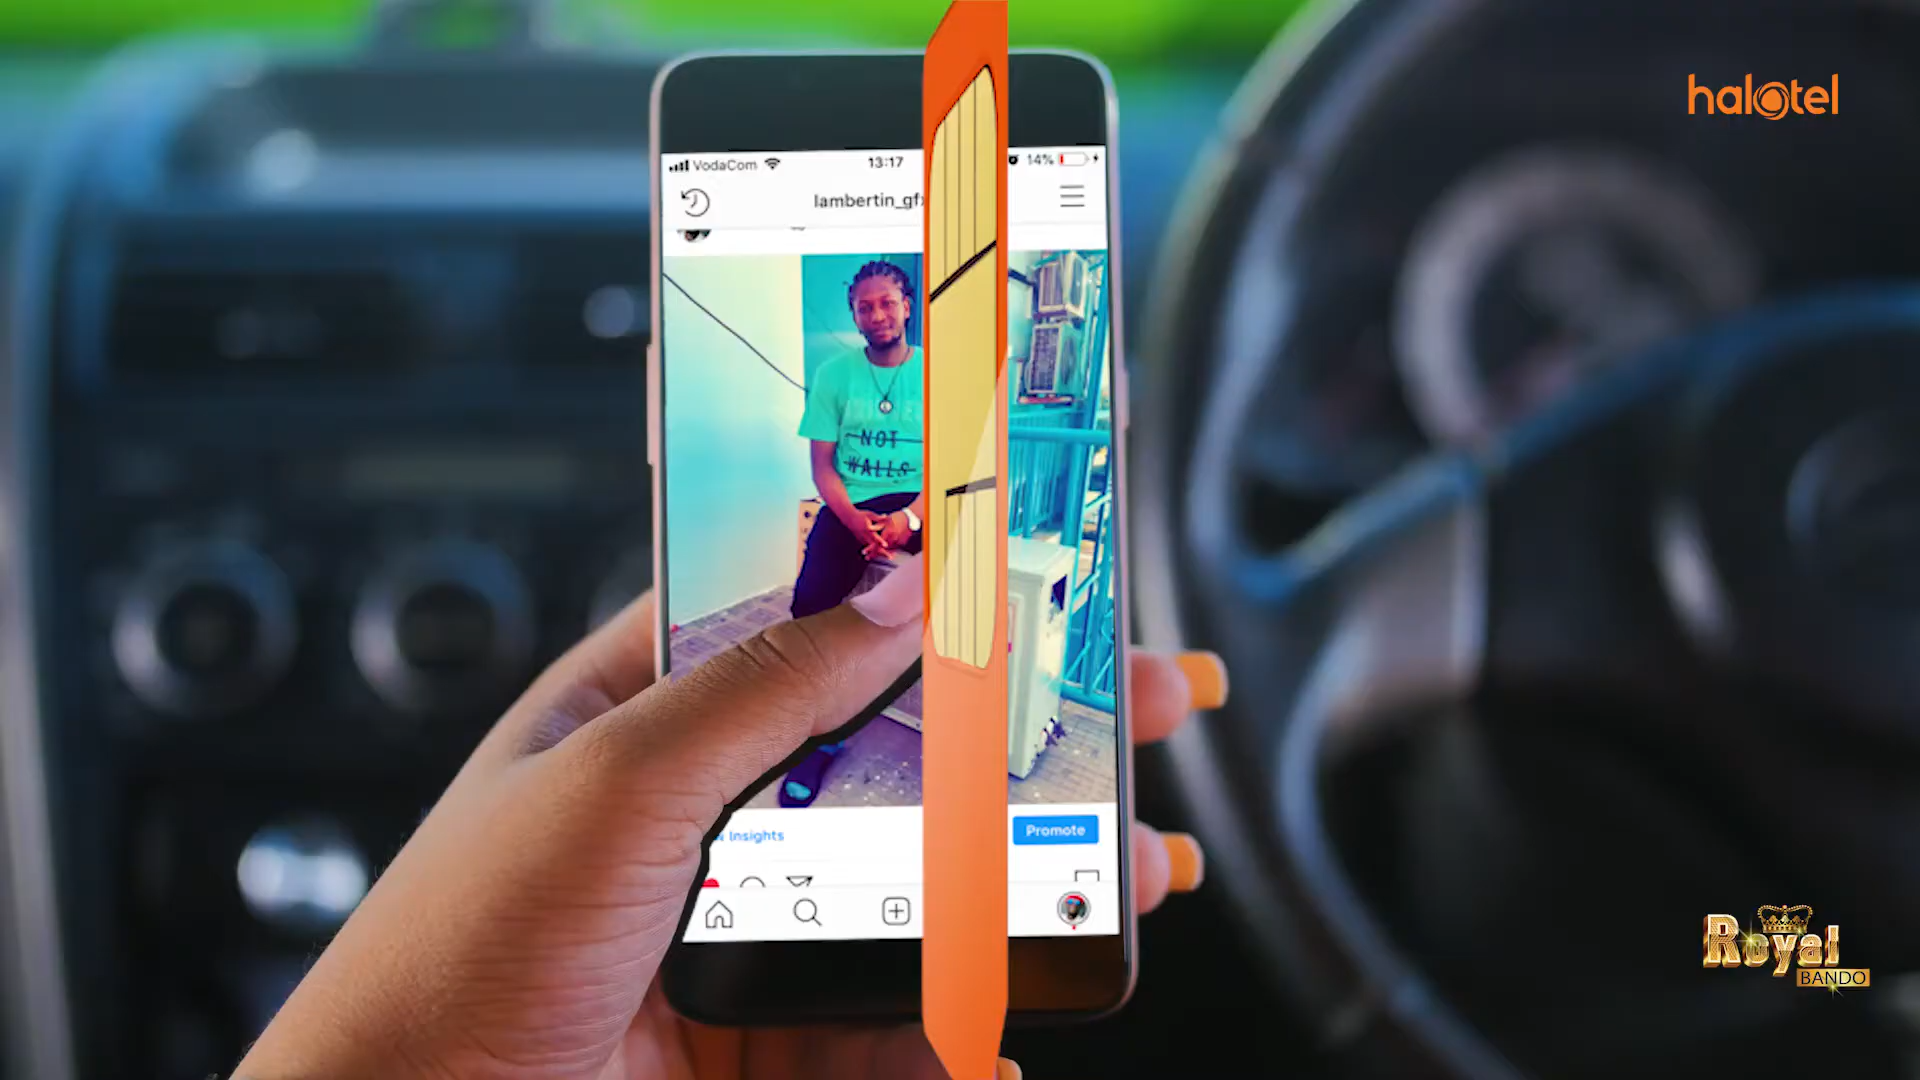 halotel
VodaCom
13:17
14%
lambertin_gf
NOT
WALLS
Insights
Promote
Royal
BANDO